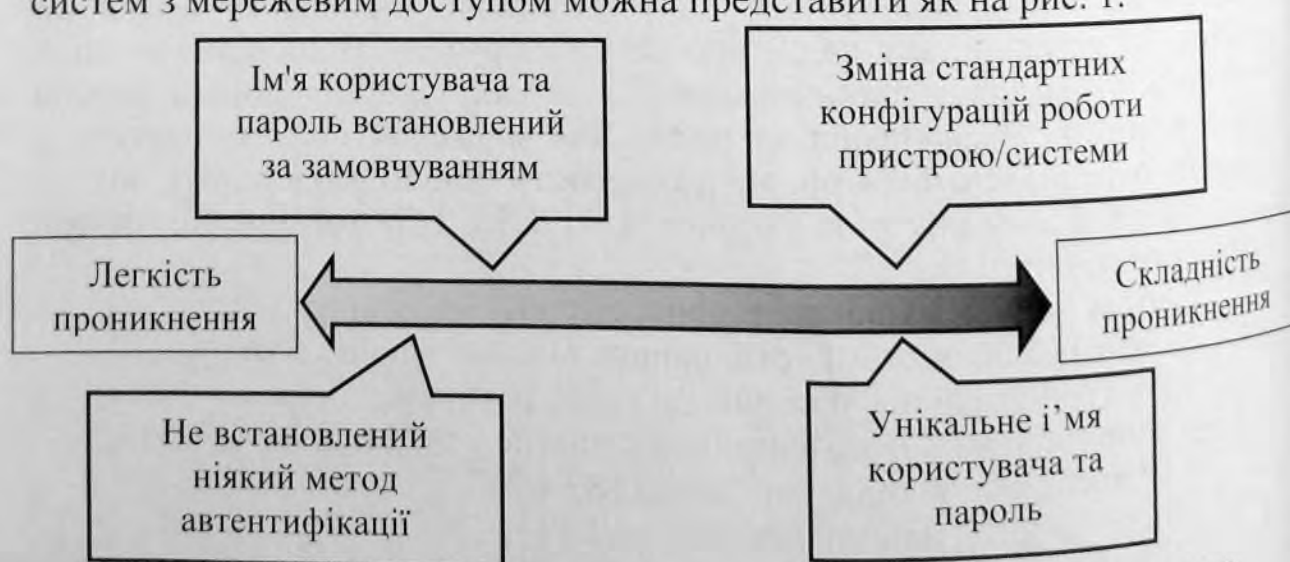 систем з мережевим доступом можна представити як на рис. 1.
Ім'я користувача та
пароль встановлений
за замовчуванням
Зміна стандартних
конфігурацій роботи
пристрою/системи
Легкість
проникнення
Складність
проникнення
Не встановлений
ніякий метод
автентифікації
Унікальне і’мя
користувача та
пароль